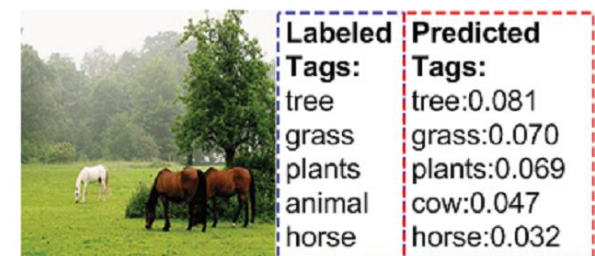 Labeled
Tags:
tree
grass
plants
animal
horse
Predicted
Tags:
tree:0.081
grass:0.070
plants:0.069
cow:0.047
horse:0.032